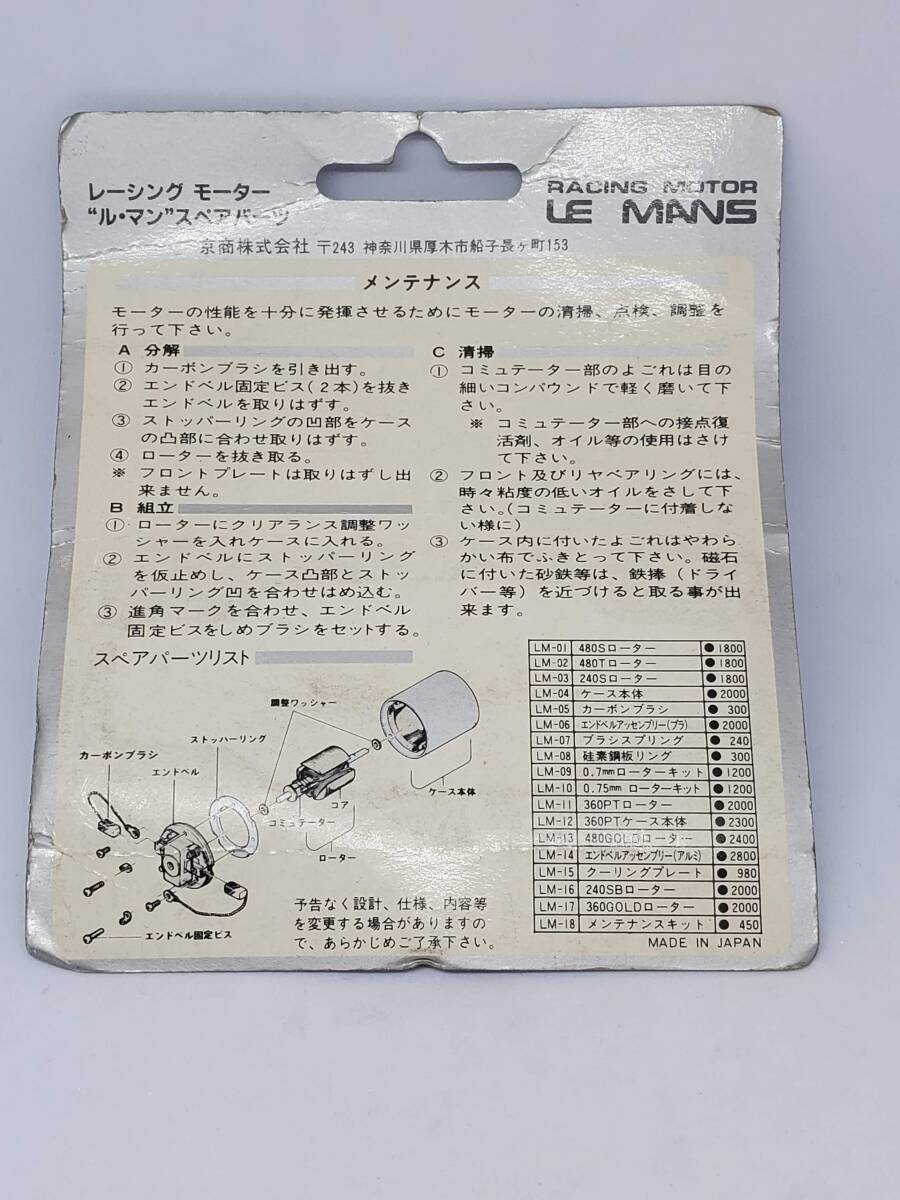 レーシング モーター
“ル・マン”スペアパーツ
RACING MOTOR
LE MANS
京商株式会社 〒243 神奈川県厚木市船子長ヶ町153
メンテナンス
モーターの性能を十分に発揮させるためにモーターの清掃、点検、調整を
行って下さい。
A 分解
① カーボンブラシを引き出す。
② エンドベル固定ビス(2本)を抜き
エンドベルを取りはずす。
③ ストッパーリングの凹部をケース
の凸部に合わせ取りはずす。
④ ローターを抜き取る。
※ フロントプレートは取りはずし出
来ません。
B 組立
① ローターにクリアランス調整ワッ
シャーを入れケースに入れる。
② エンドベルにストッパーリング
を仮止めし、ケース凸部とストッ
パーリング凹を合わせはめ込む。
③ 進角マークを合わせ、エンドベル
固定ビスをしめブラシをセットする。
C 清掃
① コミュテーター部のよごれは目の
細いコンパウンドで軽く磨いて下
さい。
※ コミュテーター部への接点復
活剤、オイル等の使用はさけ
て下さい。
② フロント及びリヤベアリングには、
時々粘度の低いオイルをさして下
さい。(コミュテーターに付着しな
い様に)
③ ケース内に付いたよごれはやわら
かい布でふきとって下さい。磁石
に付いた砂鉄等は、鉄捧（ドライ
バー等）を近づけると取る事が出
来ます。
スペアパーツリスト
調整ワッシャー
ストッパーリング
カーボンブラシ
エンドベル
ケース本体
コア
コミュテーター
ローター
エンドベル固定ビス
予告なく設計、仕様、内容等
を変更する場合がありますの
で、あらかじめご了承下さい。
LM-01 480Sローター ●1800
LM-02 480Tローター ●1800
LM-03 240Sローター ●1800
LM-04 ケース本体 ●2000
LM-05 カーボンブラシ ●300
LM-06 エンドベルアッセンブリー(プラ) ●2000
LM-07 ブラシスプリング ●240
LM-08 硅素鋼板リング ●300
LM-09 0.7mmローターキット ●1200
LM-10 0.75mm ローターキット ●1200
LM-11 360PTローター ●2000
LM-12 360PTケース本体 ●2300
LM-13 480GOLDローター ●2400
LM-14 エンドベルアッセンブリー(アルミ) ●2800
LM-15 クーリングプレート ●980
LM-16 240SBローター ●2000
LM-17 360GOLDローター ●2000
LM-18 メンテナンスキット ●450
MADE IN JAPAN